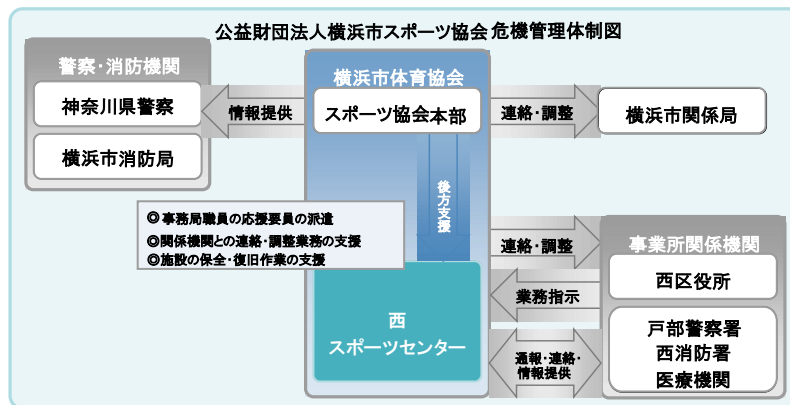 公益財団法人横浜市スポーツ協会 危機管理体制図
警察・消防機関
神奈川県警察
横浜市消防局
情報提供
横浜市体育協会
スポーツ協会本部
連絡・調整
横浜市関係局
後方支援
◎事務局職員の応援要員の派遣
◎関係機関との連絡・調整業務の支援
◎施設の保全・復旧作業の支援
西
スポーツセンター
連絡・調整
業務指示
通報・連絡・
情報提供
事業所関係機関
西区役所
戸部警察署
西消防署
医療機関